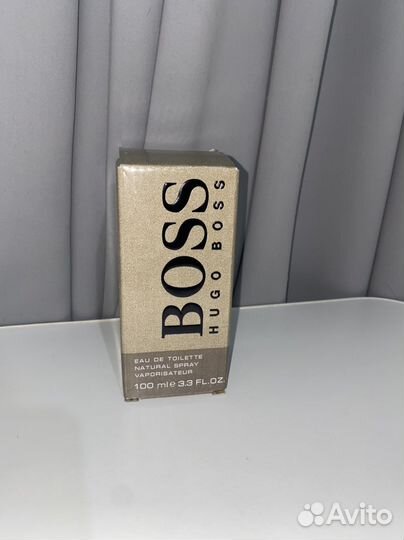 BOSS
HUGO BOSS
EAU DE TOILETTE
NATURAL SPRAY
VAPORISATEUR
100 ml℮ 3.3 FL.OZ.
Avito